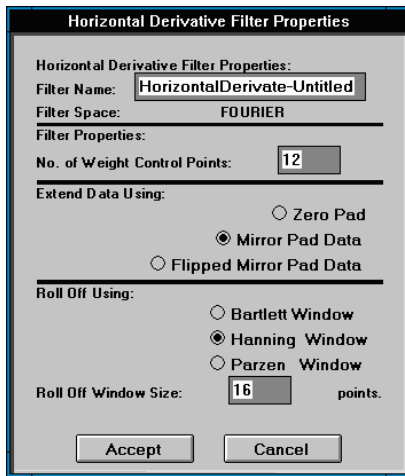 Horizontal Derivative Filter Properties
Horizontal Derivative Filter Properties:
Filter Name: HorizontalDerivate-Untitled
Filter Space: FOURIER
Filter Properties:
No. of Weight Control Points: 12
Extend Data Using:
Zero Pad
Mirror Pad Data
Flipped Mirror Pad Data
Roll Off Using:
Bartlett Window
Hanning Window
Parzen Window
Roll Off Window Size: 16 points.
Accept Cancel